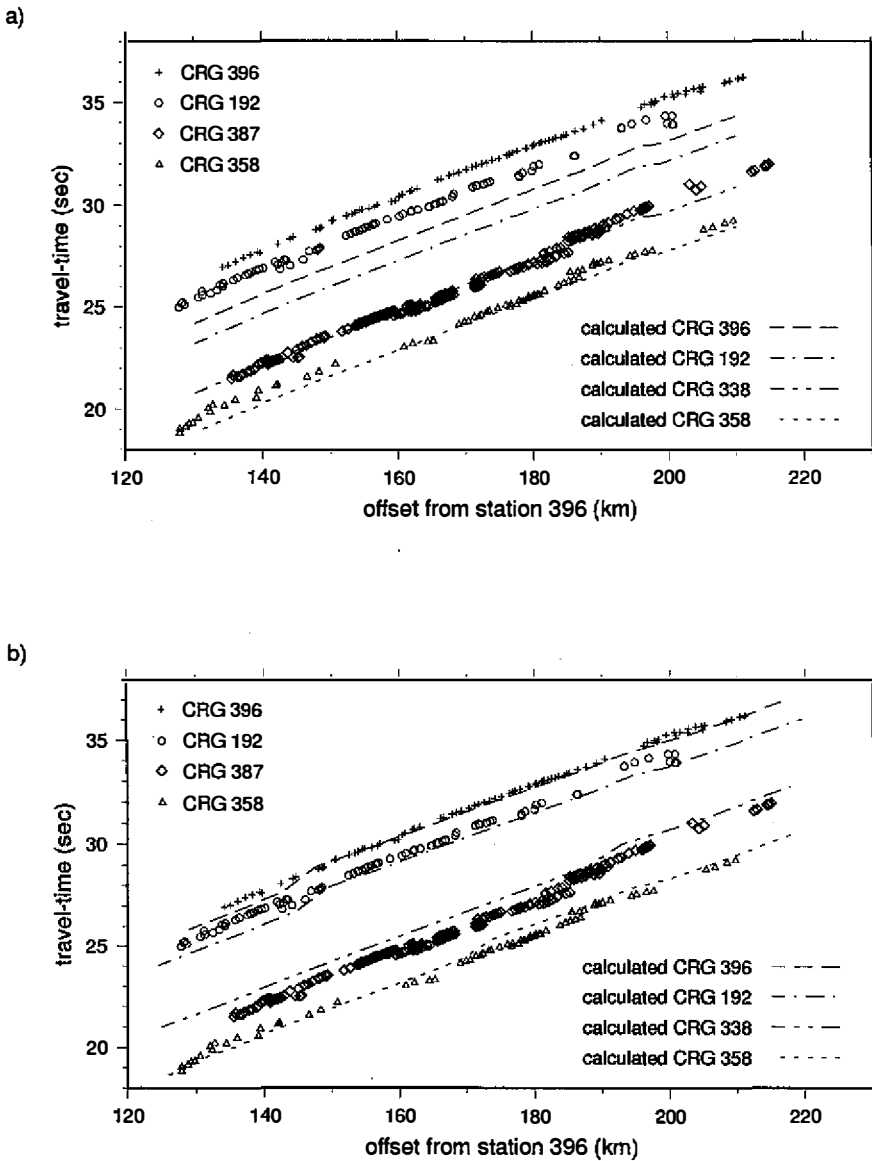 a)
CRG 396
CRG 192
CRG 387
CRG 358
35
30
25
20
travel-time (sec)
calculated CRG 396
calculated CRG 192
calculated CRG 338
calculated CRG 358
120
140
160
180
200
220
offset from station 396 (km)
b)
CRG 396
CRG 192
CRG 387
CRG 358
35
30
25
20
travel-time (sec)
calculated CRG 396
calculated CRG 192
calculated CRG 338
calculated CRG 358
120
140
160
180
200
220
offset from station 396 (km)